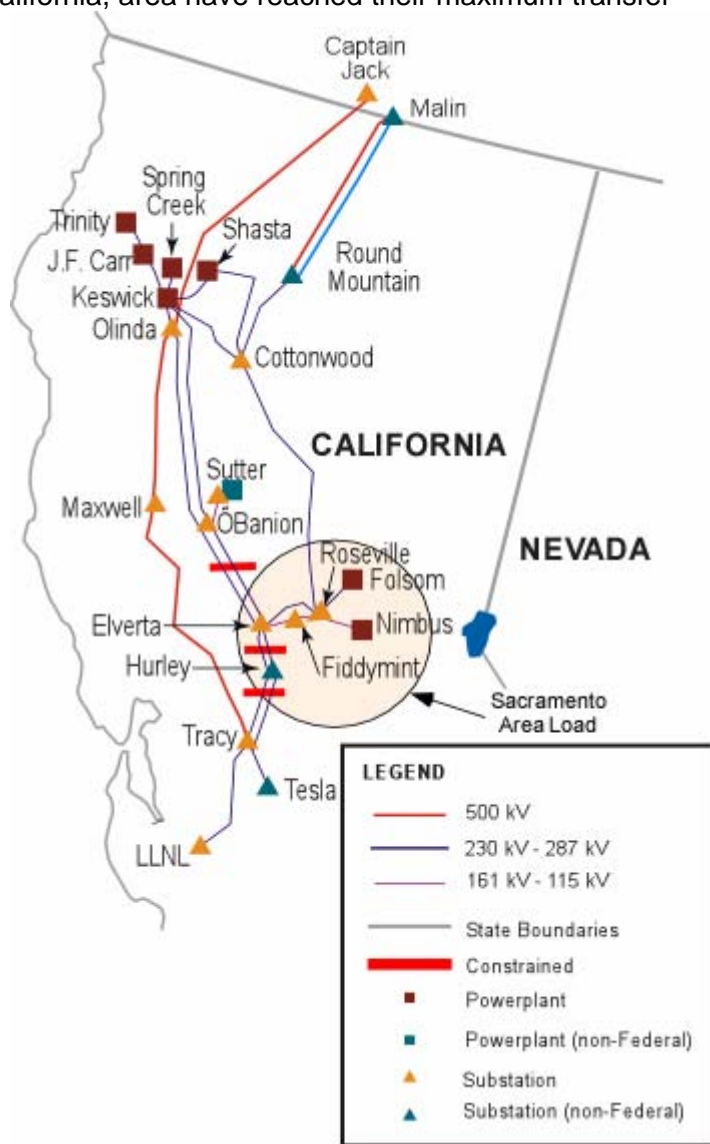 California, area have reached their maximum transfer
Captain
Jack
Malin
Spring
Creek
Trinity
Shasta
J.F. Carr
Round
Mountain
Keswick
Olinda
Cottonwood
CALIFORNIA
Sutter
Maxwell
ÓBanion
NEVADA
Roseville
Folsom
Elverta
Nimbus
Hurley
Fiddymint
Sacramento
Area Load
Tracy
Tesla
LLNL
LEGEND
500 kV
230 kV - 287 kV
161 kV - 115 kV
State Boundaries
Constrained
Powerplant
Powerplant (non-Federal)
Substation
Substation (non-Federal)